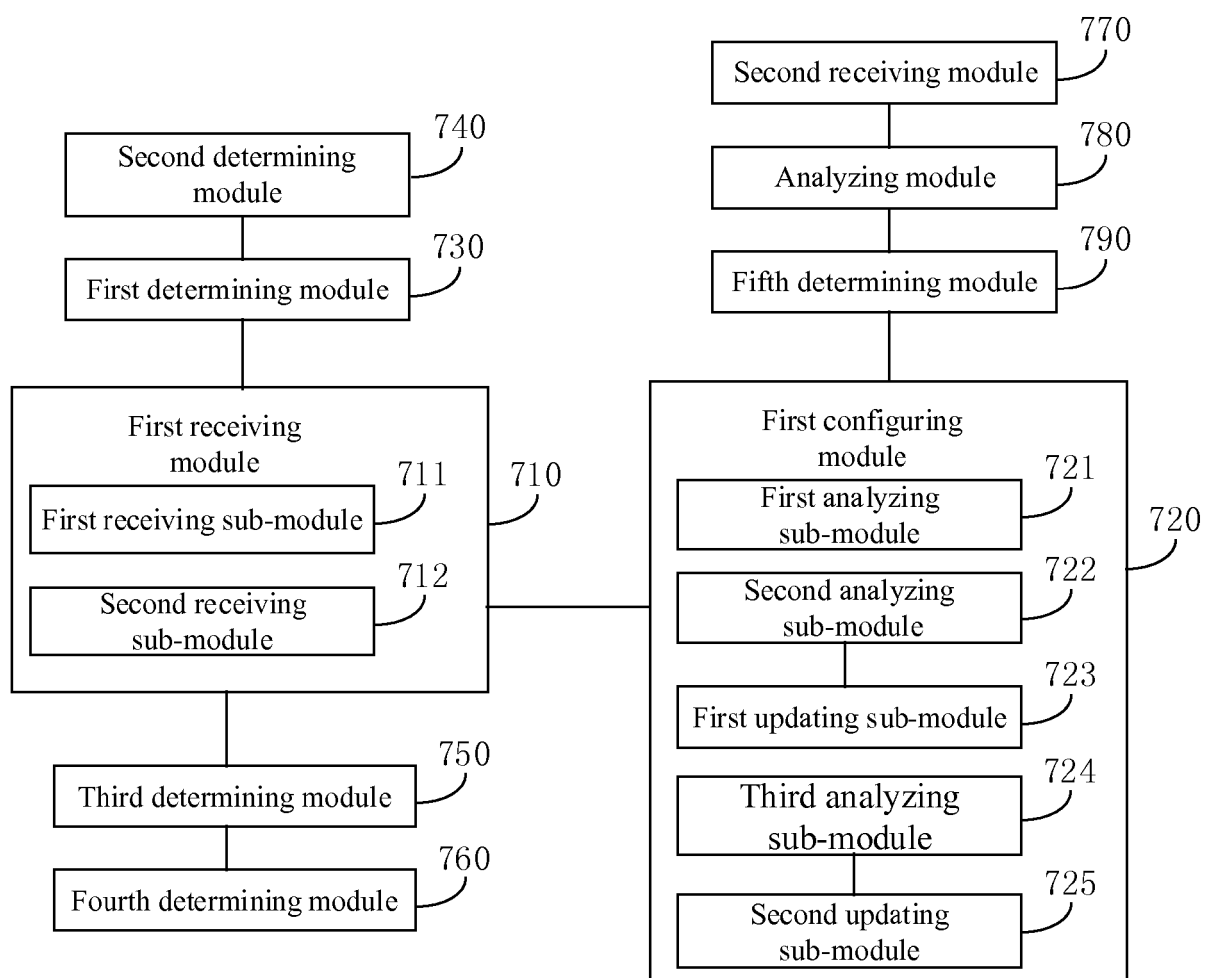 740
Second determining
module
730
First determining module
First receiving
module
711
First receiving sub-module
710
712
Second receiving
sub-module
750
Third determining module
760
Fourth determining module
770
Second receiving module
780
Analyzing module
790
Fifth determining module
First configuring
module
721
First analyzing
sub-module
720
722
Second analyzing
sub-module
723
First updating sub-module
724
Third analyzing
sub-module
725
Second updating
sub-module